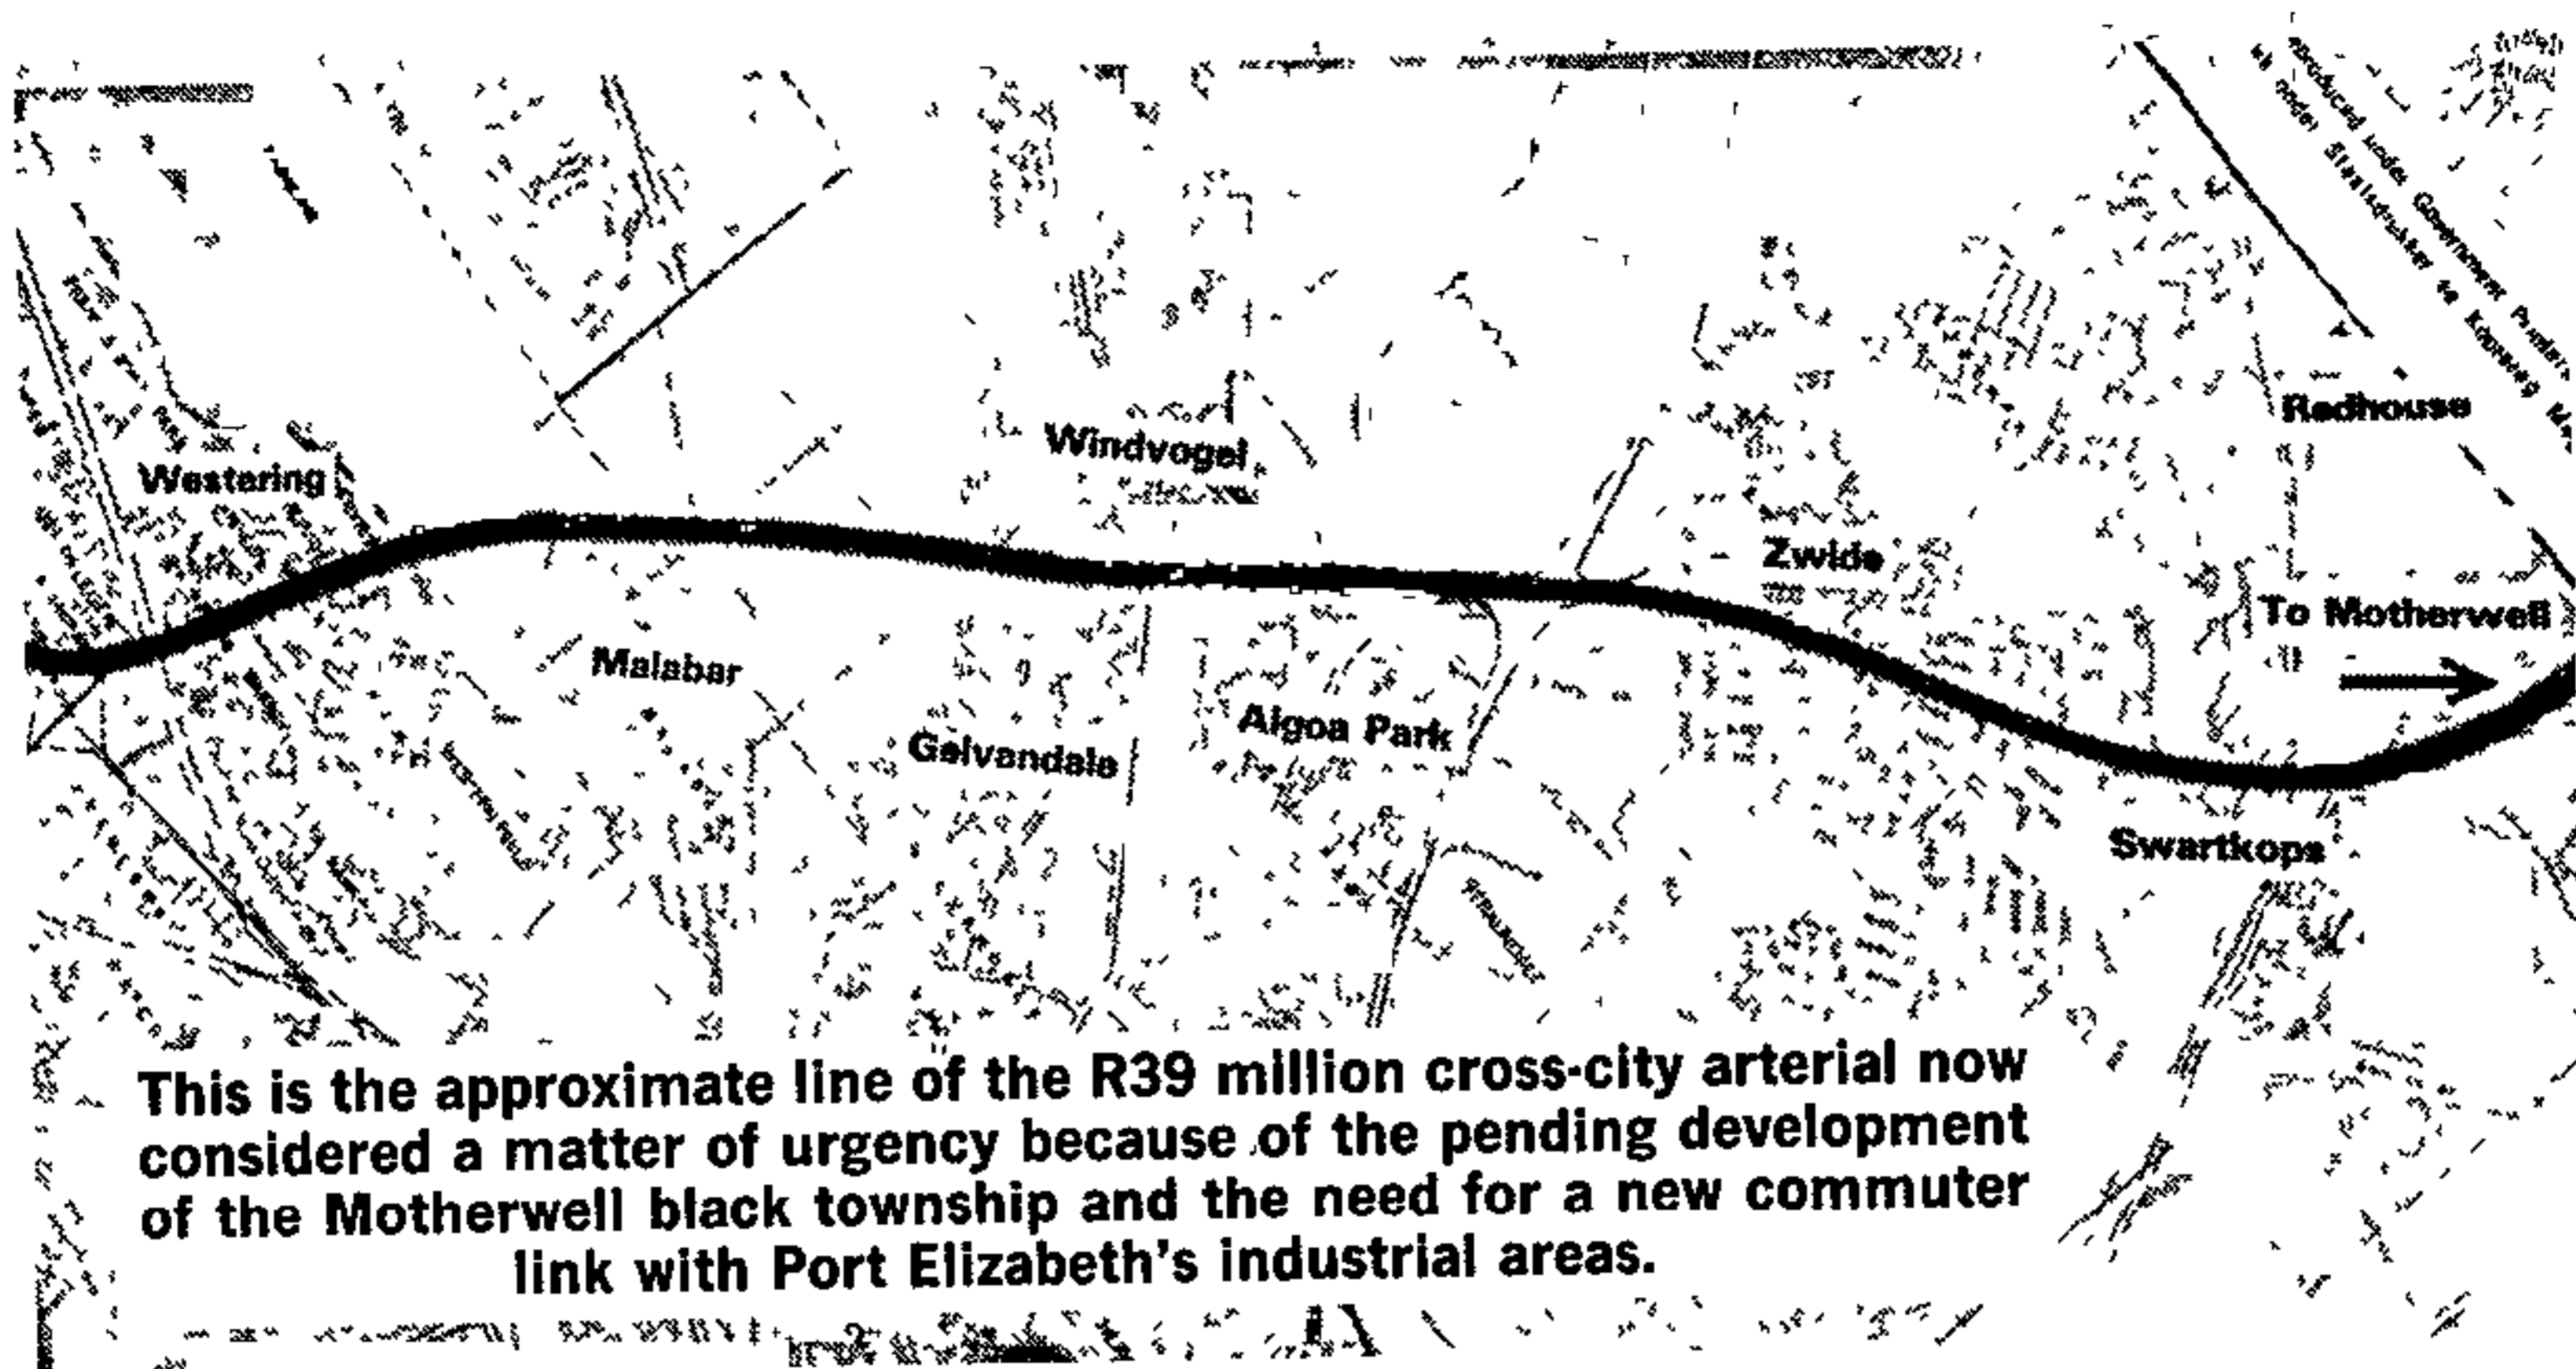 Redhouse
Westering
Windvogel
Zwide
To Motherwell
Malabar
Algoa Park
Gelvandale
Swartkops
This is the approximate line of the R39 million cross-city arterial now
considered a matter of urgency because of the pending development
of the Motherwell black township and the need for a new commuter
link with Port Elizabeth's industrial areas.